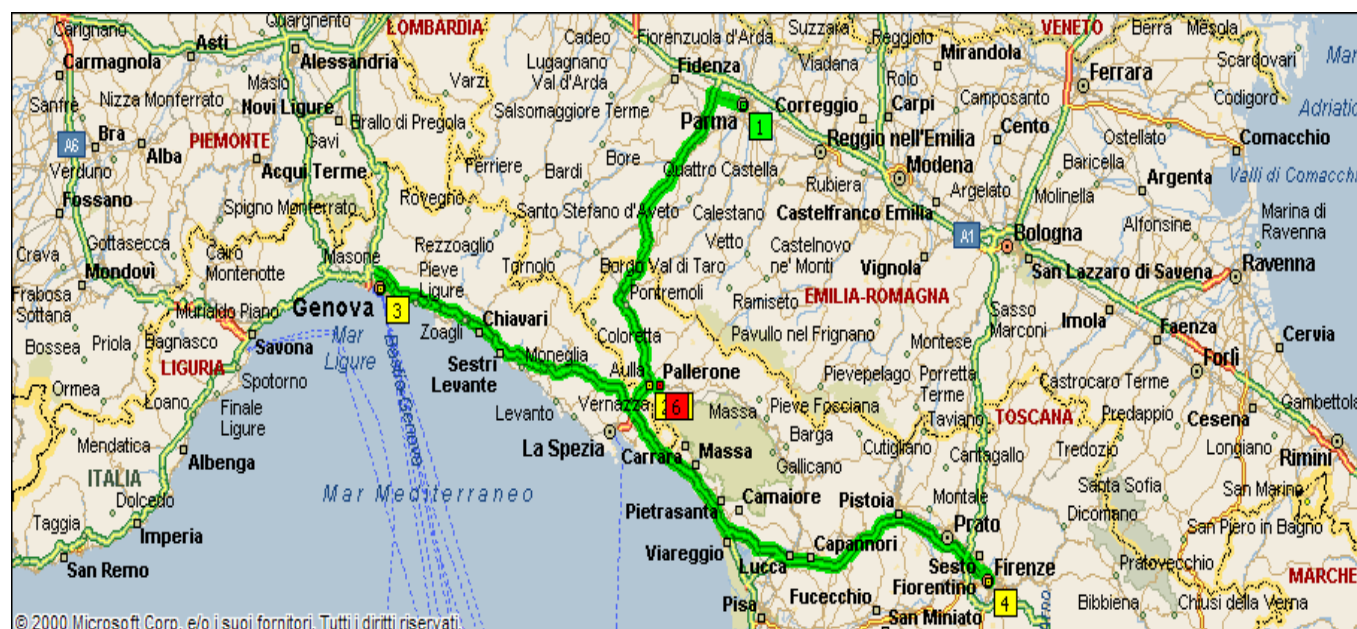 Carignano
Asti
Quargnento
LOMBARDIA
Cadeo
Fiorenzuola d'Arda
Suzzara
Reggiolo
VENETO
Berra
Mesola
Carmagnola
Alessandria
Lugagnano
Val d'Arda
Fidenza
Viadana
Mirandola
Ferrara
Scardovari
Mar
Sanfrè
Masio
Varzi
Rolo
Nizza Monferrato
Novi Ligure
Salsomaggiore Terme
Correggio
Carpi
Camposanto
Codigoro
Adriatic
Bra
Brallo di Pregola
Parma
1
Cento
Ostellato
Comacchio
A6
Verduno
Alba
PIEMONTE
Gavi
Ferriere
Bore
Reggio nell'Emilia
Baricella
Acqui Terme
Bardi
Quattro Castella
Modena
Argelato
Molinella
Argenta
Valli di Comacchi
Fossano
Rovegno
Rubiera
Spigno Monferrato
Santo Stefano d'Aveto
Calestano
Castelfranco Emilia
Alfonsine
Marina di
Ravenna
Crava
Gottasecca
Cairo
Montenotte
Masone
Rezzoaglio
Vetto
Castelnovo
ne' Monti
A1
Bologna
Mondovì
Pieve
Ligure
Tornolo
Bordo Val di Taro
Vignola
San Lazzaro di Savena
Ravenna
Frabosa
Sottana
Murialdo
Piano
Genova
3
Pontremoli
Ramiseto
EMILIA-ROMAGNA
Sasso
Marconi
Imola
Bossea
Priola
Bagnasco
Savona
Mar
Ligure
Zoagli
Chiavari
Coloretta
Pavullo nel Frignano
Faenza
Cervia
LIGURIA
Sestri
Levante
Moneglia
Montese
Forlì
Ormea
Spotorno
Aulla
Pallerone
Pievepelago
Porretta
Terme
Castrocaro Terme
Loano
Finale
Ligure
Levanto
Vernazza
6
Massa
Pieve Fosciana
Taviano
TOSCANA
Predappio
Cesena
Gambettola
Mendatica
La Spezia
Barga
Cutigliano
Tredozio
Longiano
Albenga
Carrara
Massa
Gallicano
Cantagallo
Rimini
ITALIA
Mar Mediterraneo
Camaiore
Pistoia
Montale
Santa Sofia
San Marino
Dolcedo
Pietrasanta
Prato
Dicomano
San Piero in Bagno
Taggia
Imperia
Viareggio
Capannori
Sesto
Fiorentino
Firenze
Pratovecchio
San Remo
Lucca
4
MARCHE
Pisa
Fucecchio
San Miniato
Bibbiena
Chiusi della Verna
© 2000 Microsoft Corp. e/o i suoi fornitori. Tutti i diritti riservati.